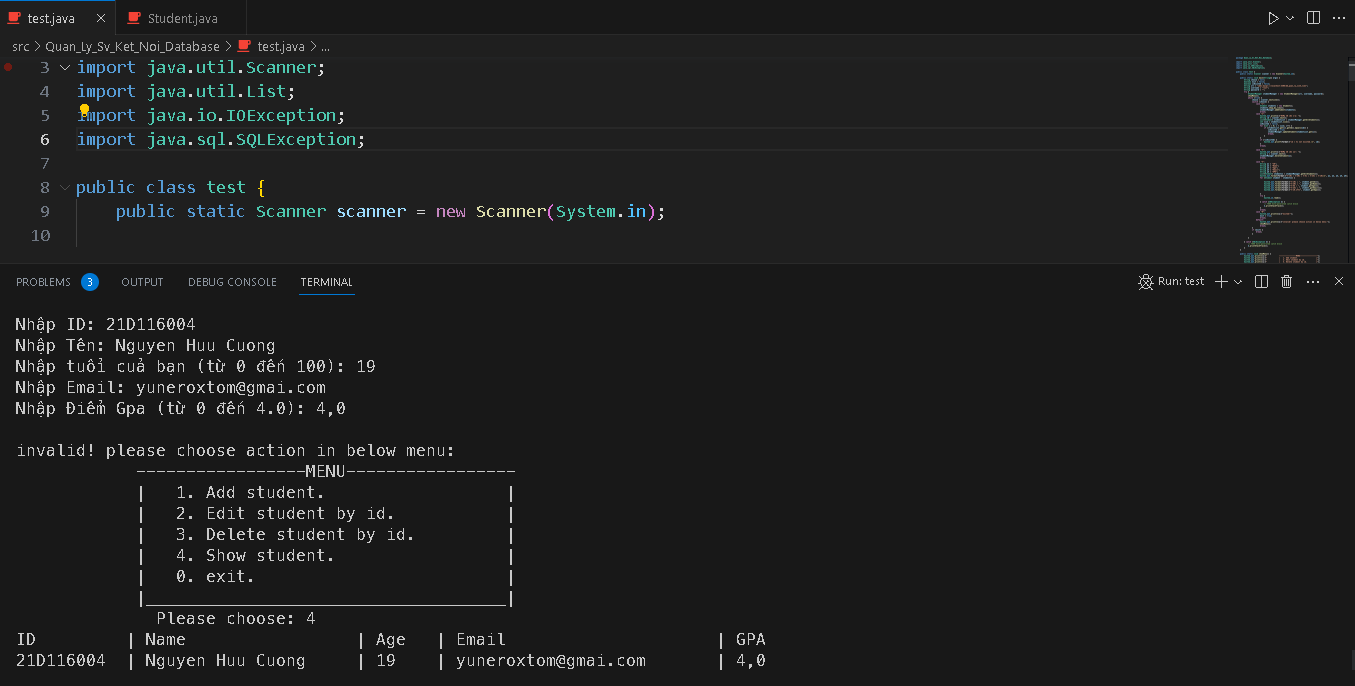 test.java
Student.java
src > Quan_Ly_Sv_Ket_Noi_Database > test.java > ...
3 import java.util.Scanner;
4 import java.util.List;
5 import java.io.IOException;
6 import java.sql.SQLException;
7
8 public class test {
9 public static Scanner scanner = new Scanner(System.in);
10
PROBLEMS 3 OUTPUT DEBUG CONSOLE TERMINAL Run: test
Nhập ID: 21D116004
Nhập Tên: Nguyen Huu Cuong
Nhập tuổi cuả bạn (từ 0 đến 100): 19
Nhập Email: yuneroxtom@gmai.com
Nhập Điểm Gpa (từ 0 đến 4.0): 4,0
invalid! please choose action in below menu:
-----------------MENU-----------------
| 1. Add student. |
| 2. Edit student by id. |
| 3. Delete student by id. |
| 4. Show student. |
| 0. exit. |
|____________________________________|
Please choose: 4
ID | Name | Age | Email | GPA
21D116004 | Nguyen Huu Cuong | 19 | yuneroxtom@gmai.com | 4,0